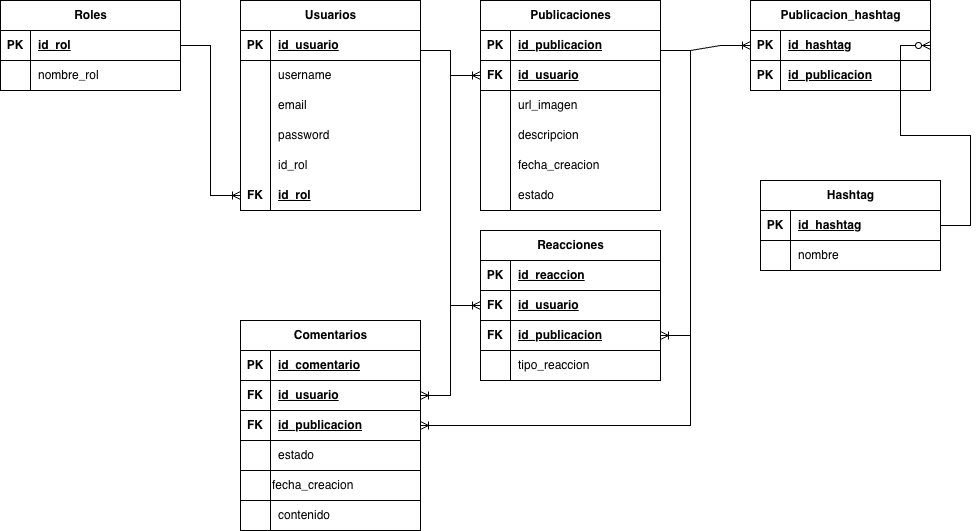 Roles
PK id_rol
nombre_rol
Usuarios
PK id_usuario
username
email
password
id_rol
FK id_rol
Publicaciones
PK id_publicacion
FK id_usuario
url_imagen
descripcion
fecha_creacion
estado
Publicacion_hashtag
PK id_hashtag
PK id_publicacion
Hashtag
PK id_hashtag
nombre
Reacciones
PK id_reaccion
FK id_usuario
FK id_publicacion
tipo_reaccion
Comentarios
PK id_comentario
FK id_usuario
FK id_publicacion
estado
fecha_creacion
contenido